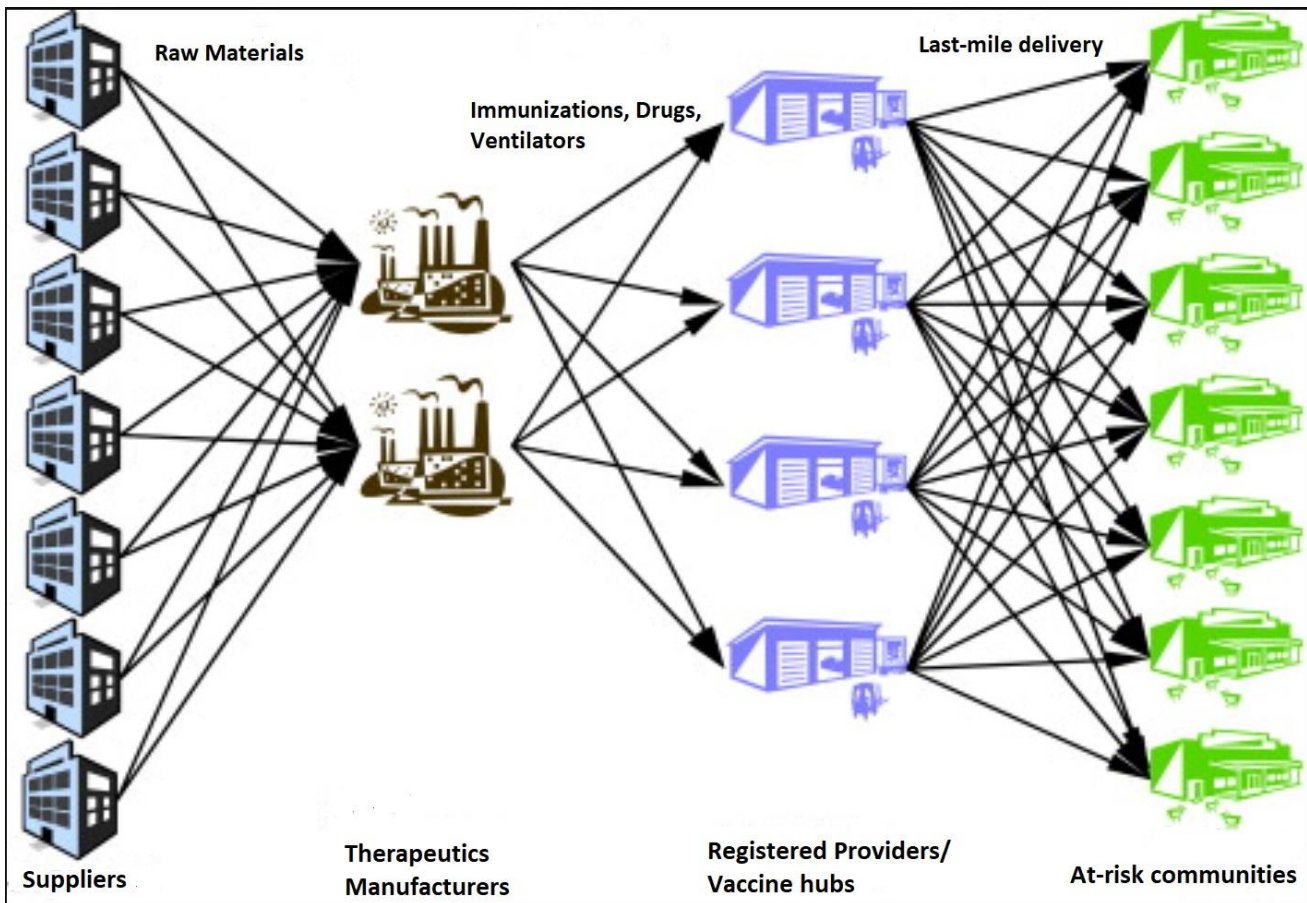 Raw Materials
Last-mile delivery
Immunizations, Drugs,
Ventilators
Suppliers
Therapeutics
Manufacturers
Registered Providers/
Vaccine hubs
At-risk communities